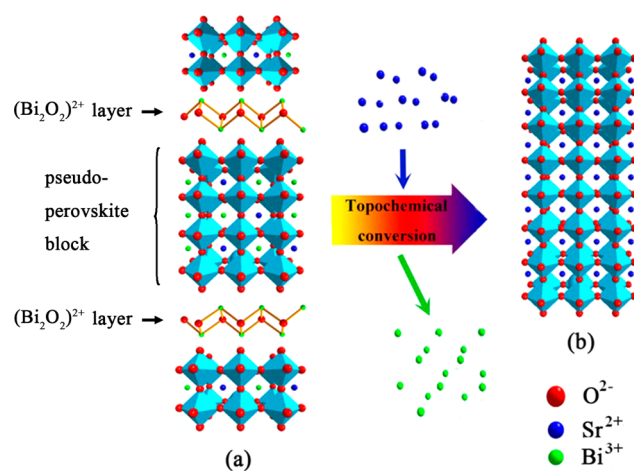 (Bi₂O₂)²⁺ layer
pseudo-
perovskite
block
(Bi₂O₂)²⁺ layer
(a)
Topochemical
conversion
(b)
O²⁻
Sr²⁺
Bi³⁺